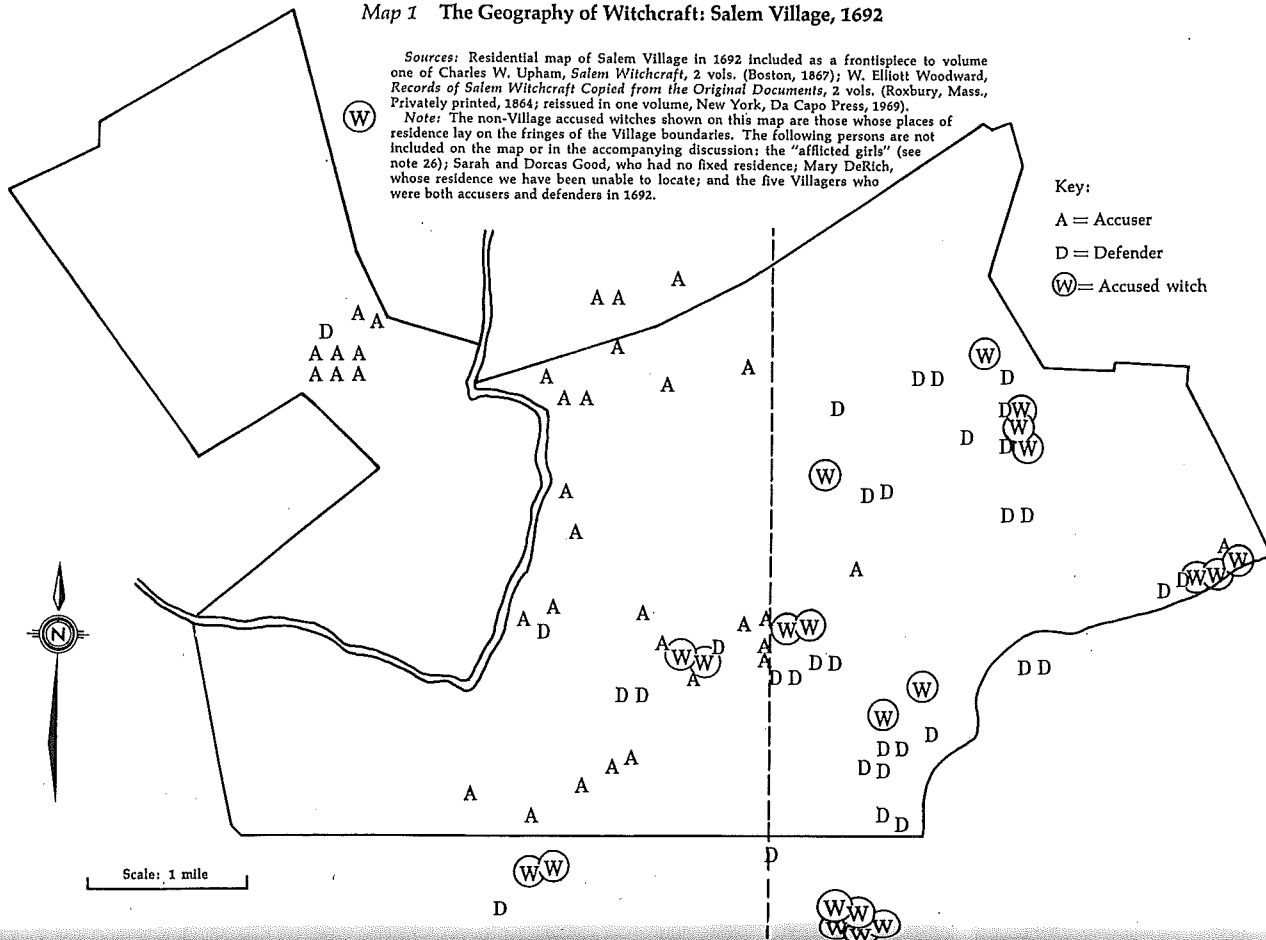 Map 1 The Geography of Witchcraft: Salem Village, 1692
Sources: Residential map of Salem Village in 1692 included as a frontispiece to volume
one of Charles W. Upham, Salem Witchcraft, 2 vols. (Boston, 1867); W. Elliott Woodward,
Records of Salem Witchcraft Copied from the Original Documents, 2 vols. (Roxbury, Mass.,
Privately printed, 1864; reissued in one volume, New York, Da Capo Press, 1969).
Note: The non-Village accused witches shown on this map are those whose places of
residence lay on the fringes of the Village boundaries. The following persons are not
included on the map or in the accompanying discussion: the "afflicted girls" (see
note 26); Sarah and Dorcas Good, who had no fixed residence; Mary DeRich,
whose residence we have been unable to locate; and the five Villagers who
were both accusers and defenders in 1692.
W
Key:
A = Accuser
D = Defender
W = Accused witch
A
A A
A
A
D
A
A A A
A A A
A
A
A A
A
A
W
D D
D
D
D W
W
D W
D
W
D D
D D
A
A
A
A
W
W W
D
D
A
A
D
A
A
W W
D
A
D D
A
A
A
A
W W
D D
D D
D D
W
W
D
D D
D D
D
D
A
A
A
A
A
W W
D
D
W W
W W
W
N
Scale: 1 mile